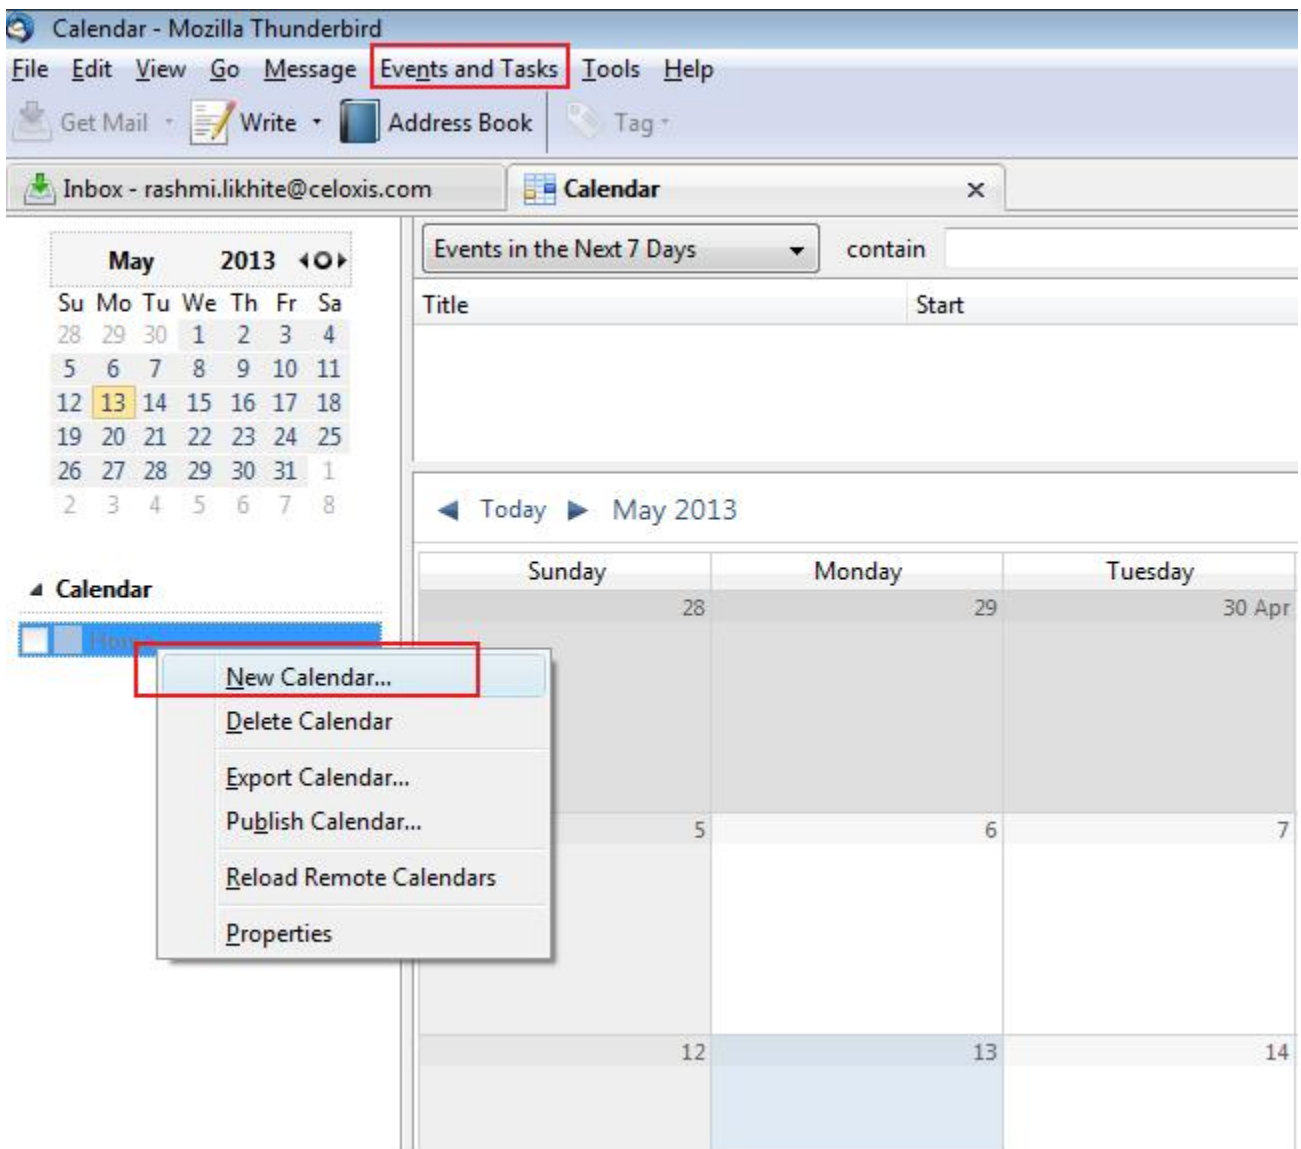 Calendar - Mozilla Thunderbird
File Edit View Go Message Events and Tasks Tools Help
Get Mail Write Address Book Tag
Inbox - rashmi.likhite@celoxis.com Calendar
May 2013
Events in the Next 7 Days contain
Su Mo Tu We Th Fr Sa
Title Start
28 29 30 1 2 3 4
5 6 7 8 9 10 11
12 13 14 15 16 17 18
19 20 21 22 23 24 25
26 27 28 29 30 31 1
2 3 4 5 6 7 8
Today May 2013
Sunday Monday Tuesday
Calendar
28 29 30 Apr
New Calendar...
Delete Calendar
Export Calendar...
Publish Calendar...
Reload Remote Calendars
Properties
5 6 7
12 13 14